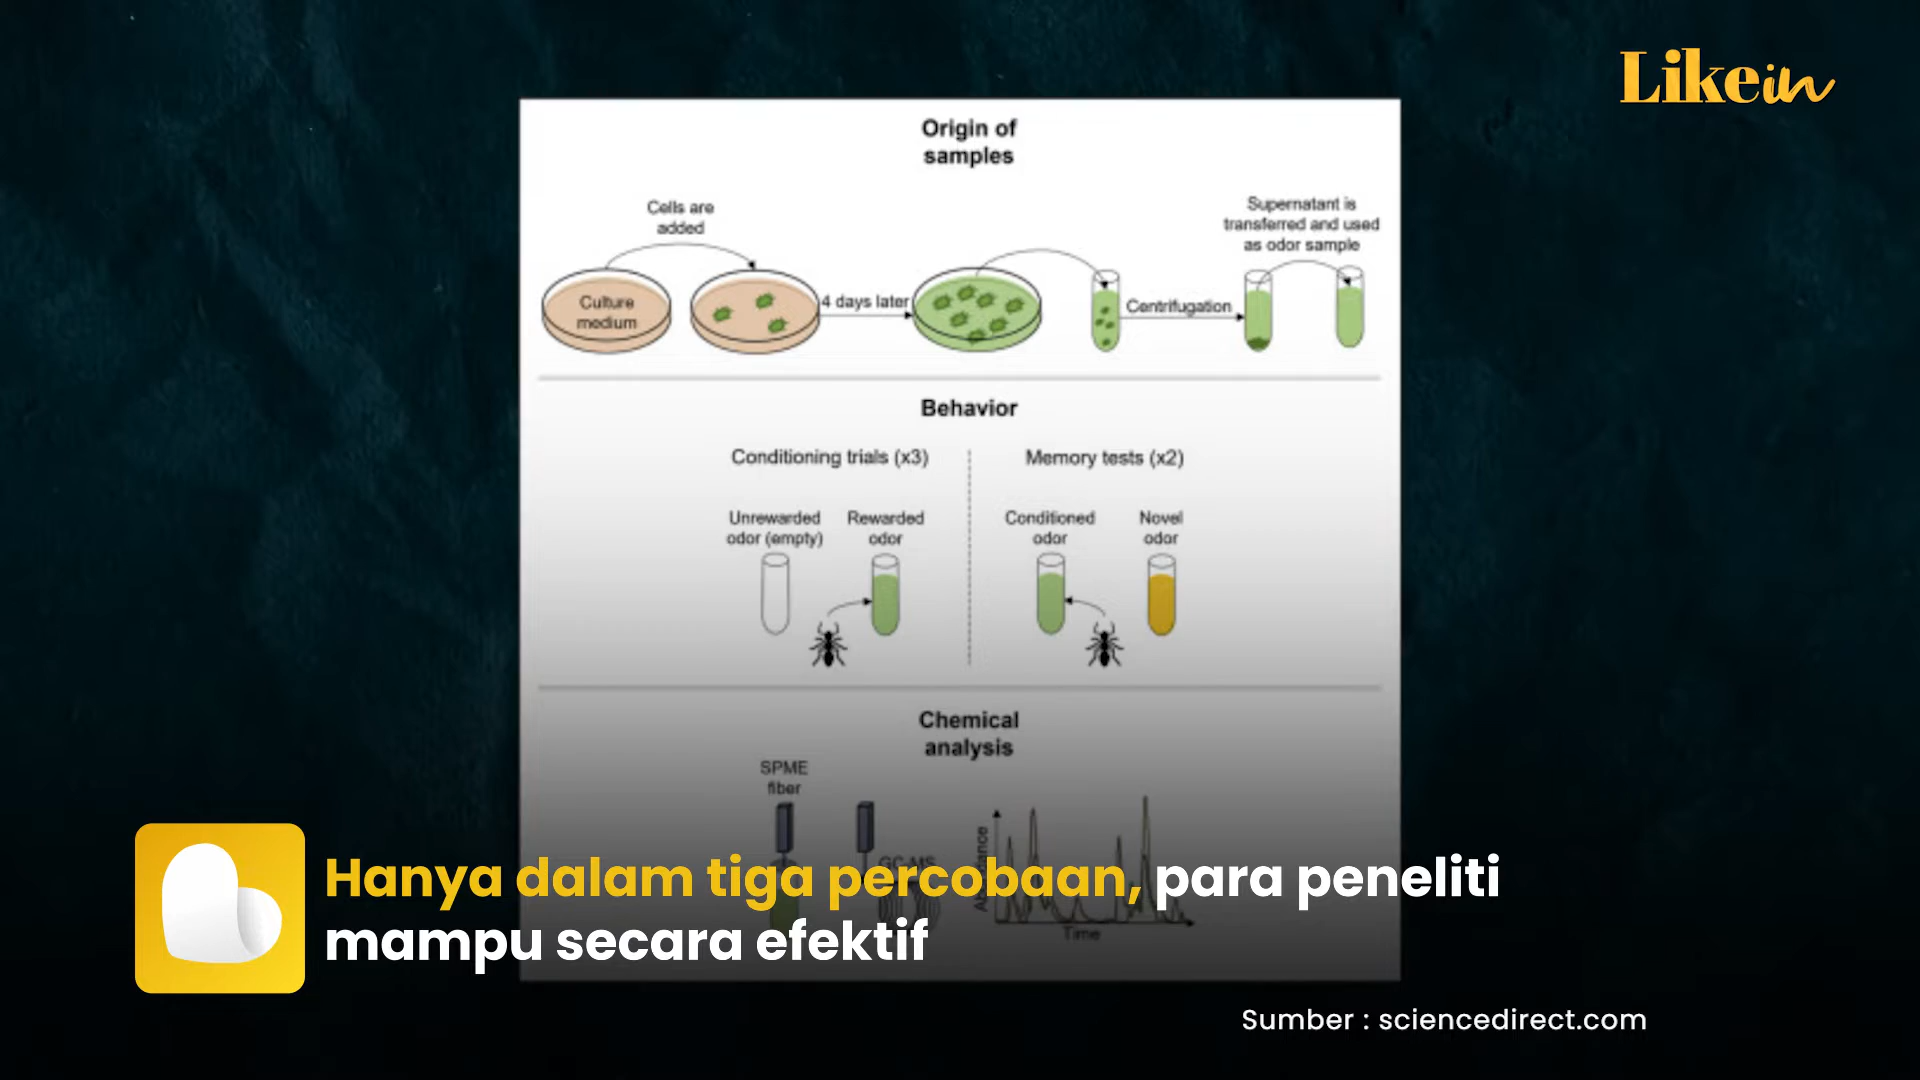 Likein
Origin of
samples
Cells are
added
Supernatant is
transferred and used
as odor sample
Culture
medium
4 days later
Centrifugation
Behavior
Conditioning trials (x3)
Memory tests (x2)
Unrewarded
odor (empty)
Rewarded
odor
Conditioned
odor
Novel
odor
Chemical
analysis
SPME
fiber
GC-MS
Time
Hanya dalam tiga percobaan, para peneliti
mampu secara efektif
Sumber : sciencedirect.com